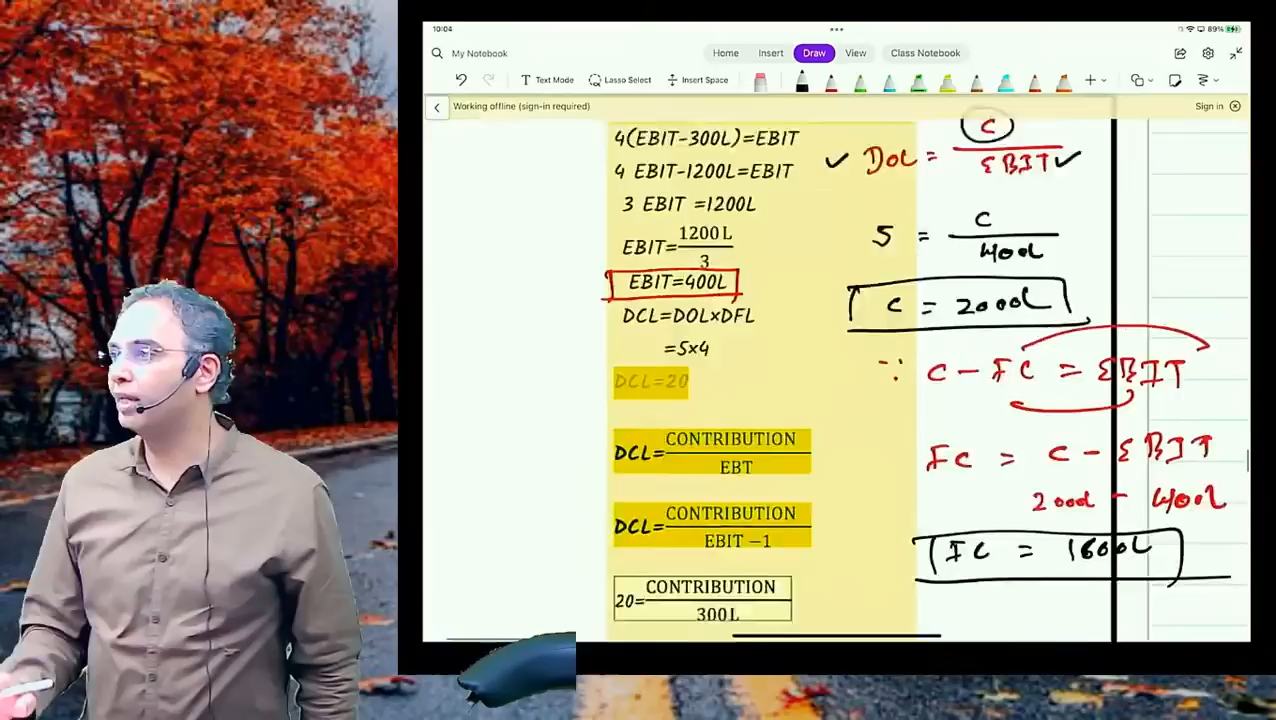 10:04
89%
My Notebook
Home Insert Draw View Class Notebook
Text Mode Lasso Select Insert Space
Working offline (sign-in required)
Sign in
4(EBIT-300L)=EBIT
4 EBIT-1200L=EBIT
3 EBIT =1200L
EBIT=1200L/3
EBIT=400L
DCL=DOL×DFL
=5×4
DCL=20
DCL=CONTRIBUTION/EBT
DCL=CONTRIBUTION/EBIT −1
20=CONTRIBUTION/300L
DOL = C/EBIT
5 = C/400L
C = 2000L
∵ C - FC = EBIT
FC = C - EBIT
2000L - 400L
FC = 1600L